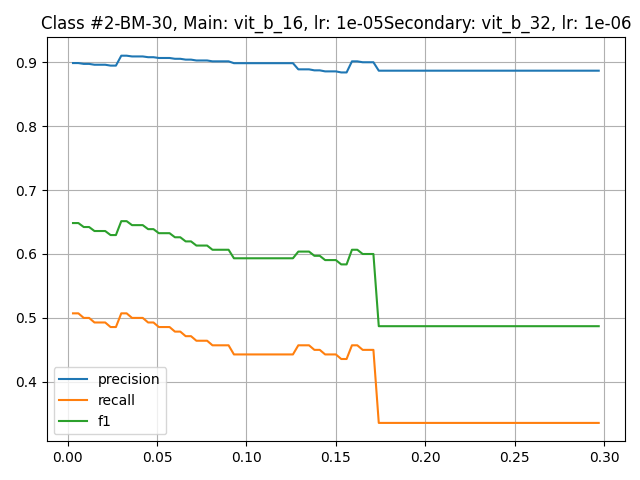 Class #2-BM-30, Main: vit_b_16, lr: 1e-05Secondary: vit_b_32, lr: 1e-06
0.9
0.8
0.7
0.6
0.5
0.4
precision
recall
f1
0.00 0.05 0.10 0.15 0.20 0.25 0.30